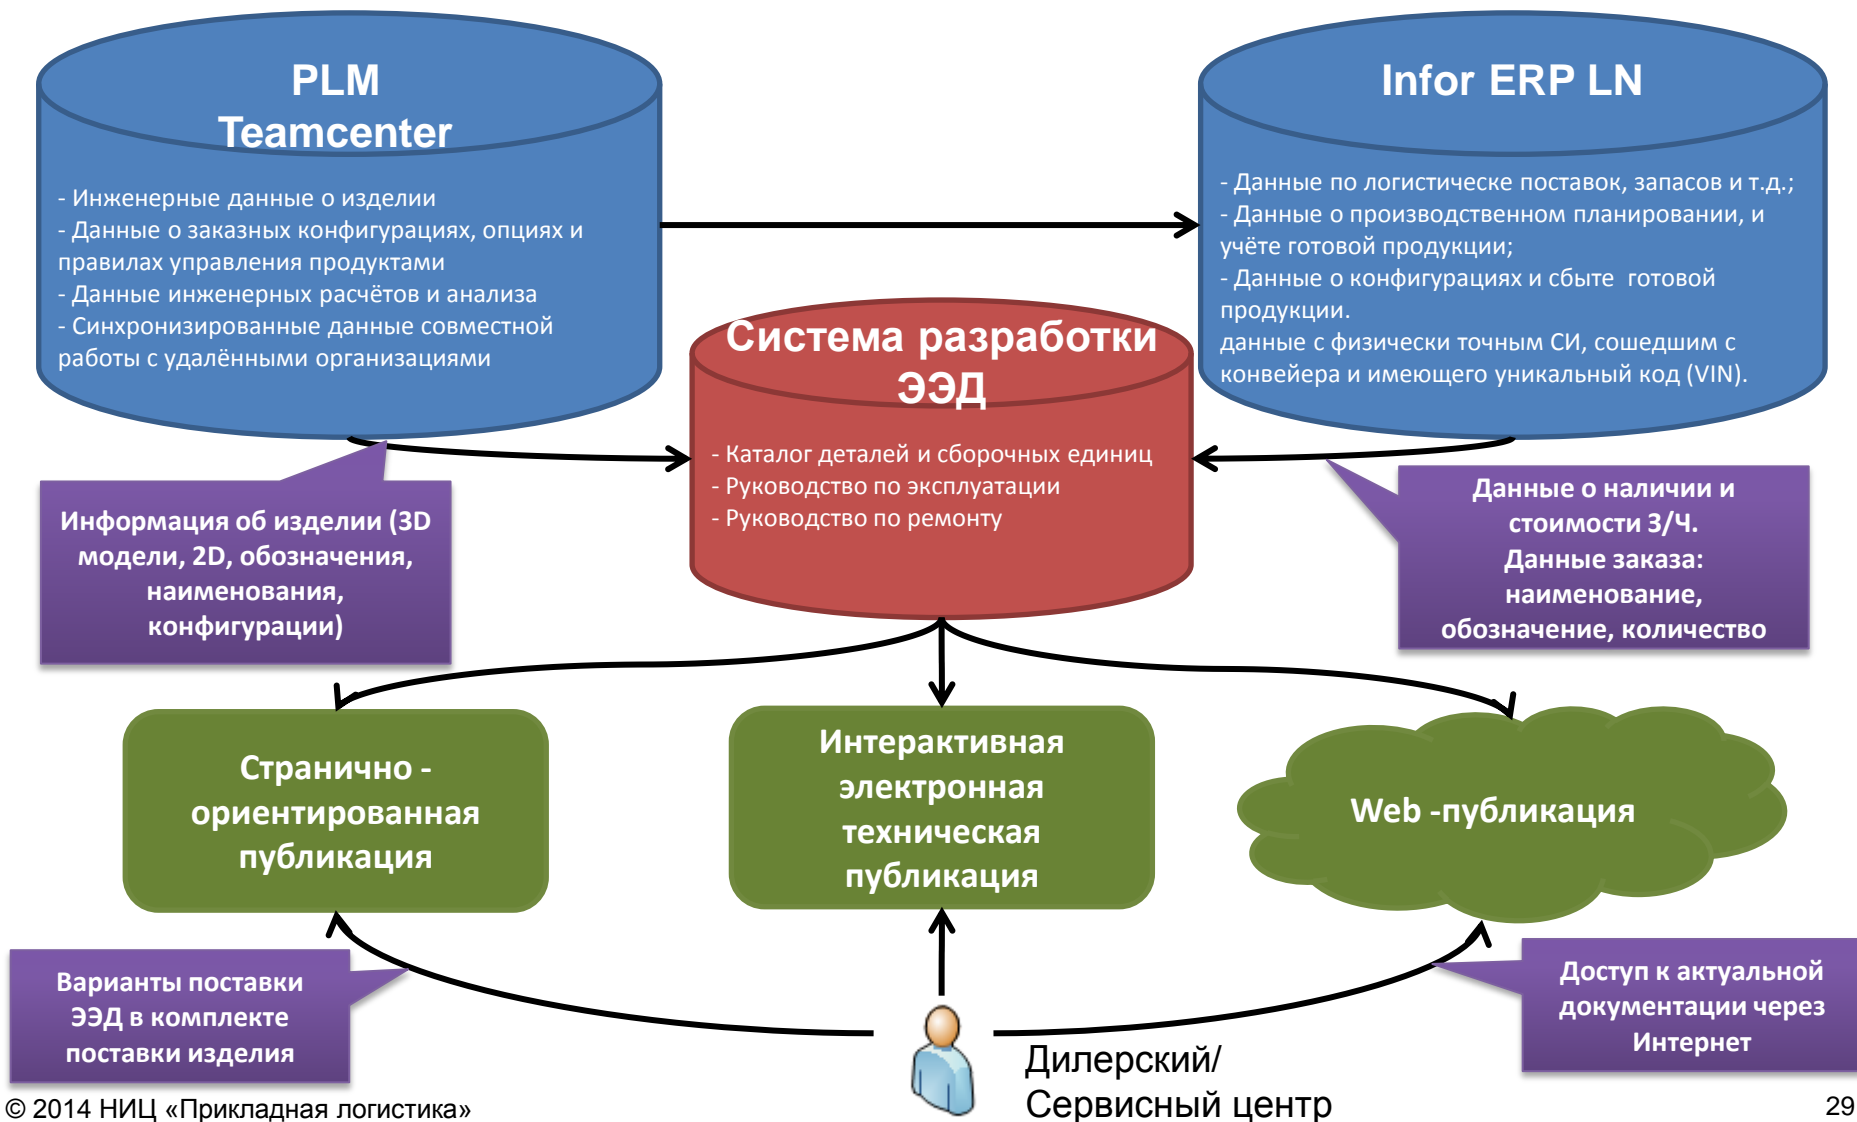 PLM
Teamcenter
- Инженерные данные о изделии
- Данные о заказных конфигурациях, опциях и
правилах управления продуктами
- Данные инженерных расчётов и анализа
- Синхронизированные данные совместной
работы с удалёнными организациями
Infor ERP LN
- Данные по логистическе поставок, запасов и т.д.;
- Данные о производственном планировании, и
учёте готовой продукции;
- Данные о конфигурациях и сбыте готовой
продукции.
данные с физически точным СИ, сошедшим с
конвейера и имеющего уникальный код (VIN).
Система разработки
ЭЭД
- Каталог деталей и сборочных единиц
- Руководство по эксплуатации
- Руководство по ремонту
Информация об изделии (3D
модели, 2D, обозначения,
наименования,
конфигурации)
Данные о наличии и
стоимости З/Ч.
Данные заказа:
наименование,
обозначение, количество
Странично -
ориентированная
публикация
Интерактивная
электронная
техническая
публикация
Web -публикация
Варианты поставки
ЭЭД в комплекте
поставки изделия
Доступ к актуальной
документации через
Интернет
Дилерский/
Сервисный центр
© 2014 НИЦ «Прикладная логистика»
29